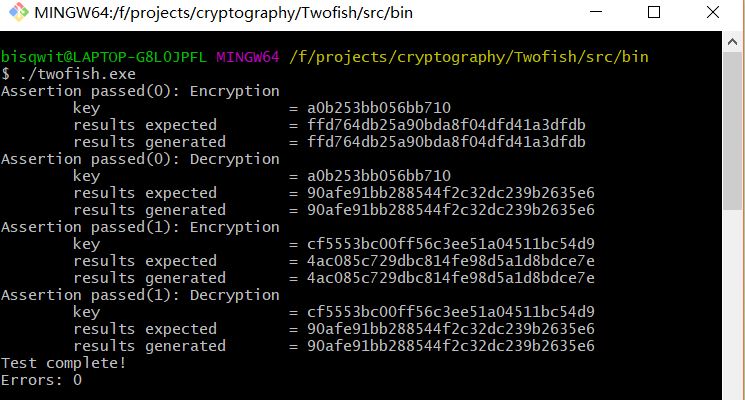 MINGW64:/f/projects/cryptography/Twofish/src/bin
bisqwit@LAPTOP-G8L0JPFL MINGW64 /f/projects/cryptography/Twofish/src/bin
$ ./twofish.exe
Assertion passed(0): Encryption
key = a0b253bb056bb710
results expected = ffd764db25a90bda8f04dfd41a3dfdb
results generated = ffd764db25a90bda8f04dfd41a3dfdb
Assertion passed(0): Decryption
key = a0b253bb056bb710
results expected = 90afe91bb288544f2c32dc239b2635e6
results generated = 90afe91bb288544f2c32dc239b2635e6
Assertion passed(1): Encryption
key = cf5553bc00ff56c3ee51a04511bc54d9
results expected = 4ac085c729dbc814fe98d5a1d8bdce7e
results generated = 4ac085c729dbc814fe98d5a1d8bdce7e
Assertion passed(1): Decryption
key = cf5553bc00ff56c3ee51a04511bc54d9
results expected = 90afe91bb288544f2c32dc239b2635e6
results generated = 90afe91bb288544f2c32dc239b2635e6
Test complete!
Errors: 0